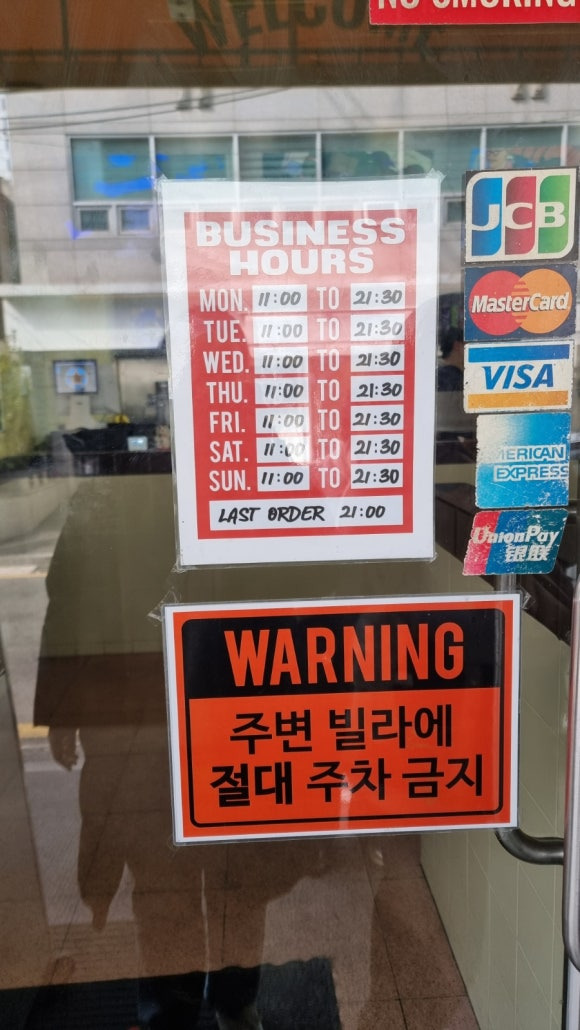 WELCOME
NO SMOKING
BUSINESS
HOURS
MON. 11:00 TO 21:30
TUE. 11:00 TO 21:30
WED. 11:00 TO 21:30
THU. 11:00 TO 21:30
FRI. 11:00 TO 21:30
SAT. 11:00 TO 21:30
SUN. 11:00 TO 21:30
LAST ORDER 21:00
JCB
MasterCard
VISA
AMERICAN
EXPRESS
UnionPay
银联
WARNING
주변 빌라에
절대 주차 금지